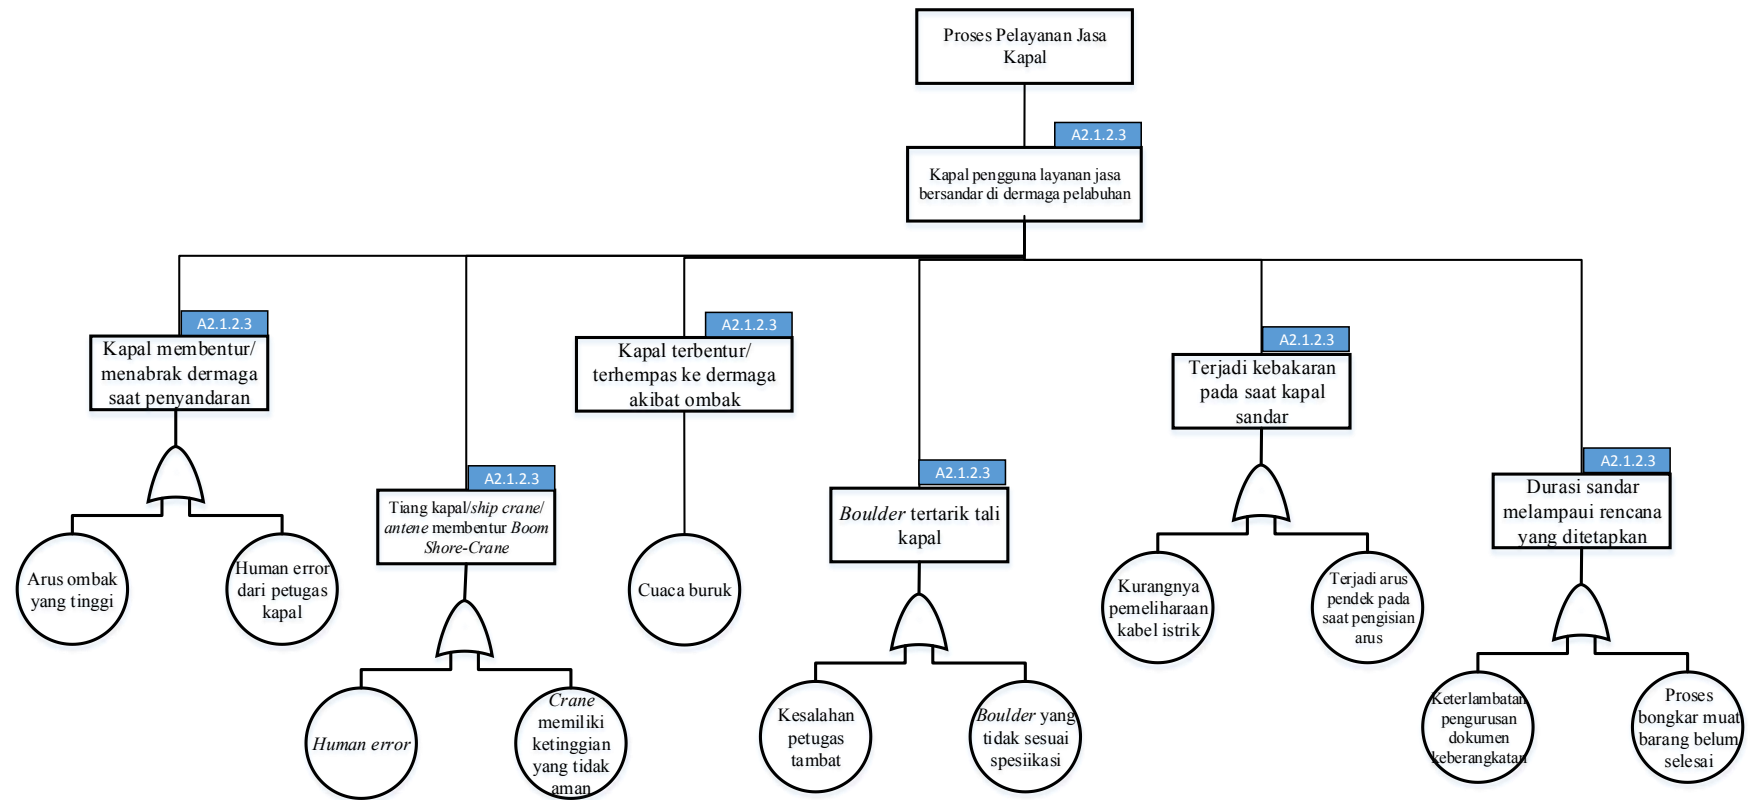 Proses Pelayanan Jasa
Kapal
A2.1.2.3
Kapal pengguna layanan jasa
bersandar di dermaga pelabuhan
A2.1.2.3
Kapal membentur/
menabrak dermaga
saat penyandaran
Arus ombak
yang tinggi
Human error
dari petugas
kapal
A2.1.2.3
Tiang kapal/ship crane/
antene membentur Boom
Shore-Crane
Human error
Crane
memiliki
ketinggian
yang tidak
aman
A2.1.2.3
Kapal terbentur/
terhempas ke dermaga
akibat ombak
Cuaca buruk
A2.1.2.3
Boulder tertarik tali
kapal
Kesalahan
petugas
tambat
Boulder yang
tidak sesuai
spesiikasi
A2.1.2.3
Terjadi kebakaran
pada saat kapal
sandar
Kurangnya
pemeliharaan
kabel istrik
Terjadi arus
pendek pada
saat pengisian
arus
A2.1.2.3
Durasi sandar
melampaui rencana
yang ditetapkan
Keterlambatan
pengurusan
dokumen
keberangkatan
Proses
bongkar muat
barang belum
selesai